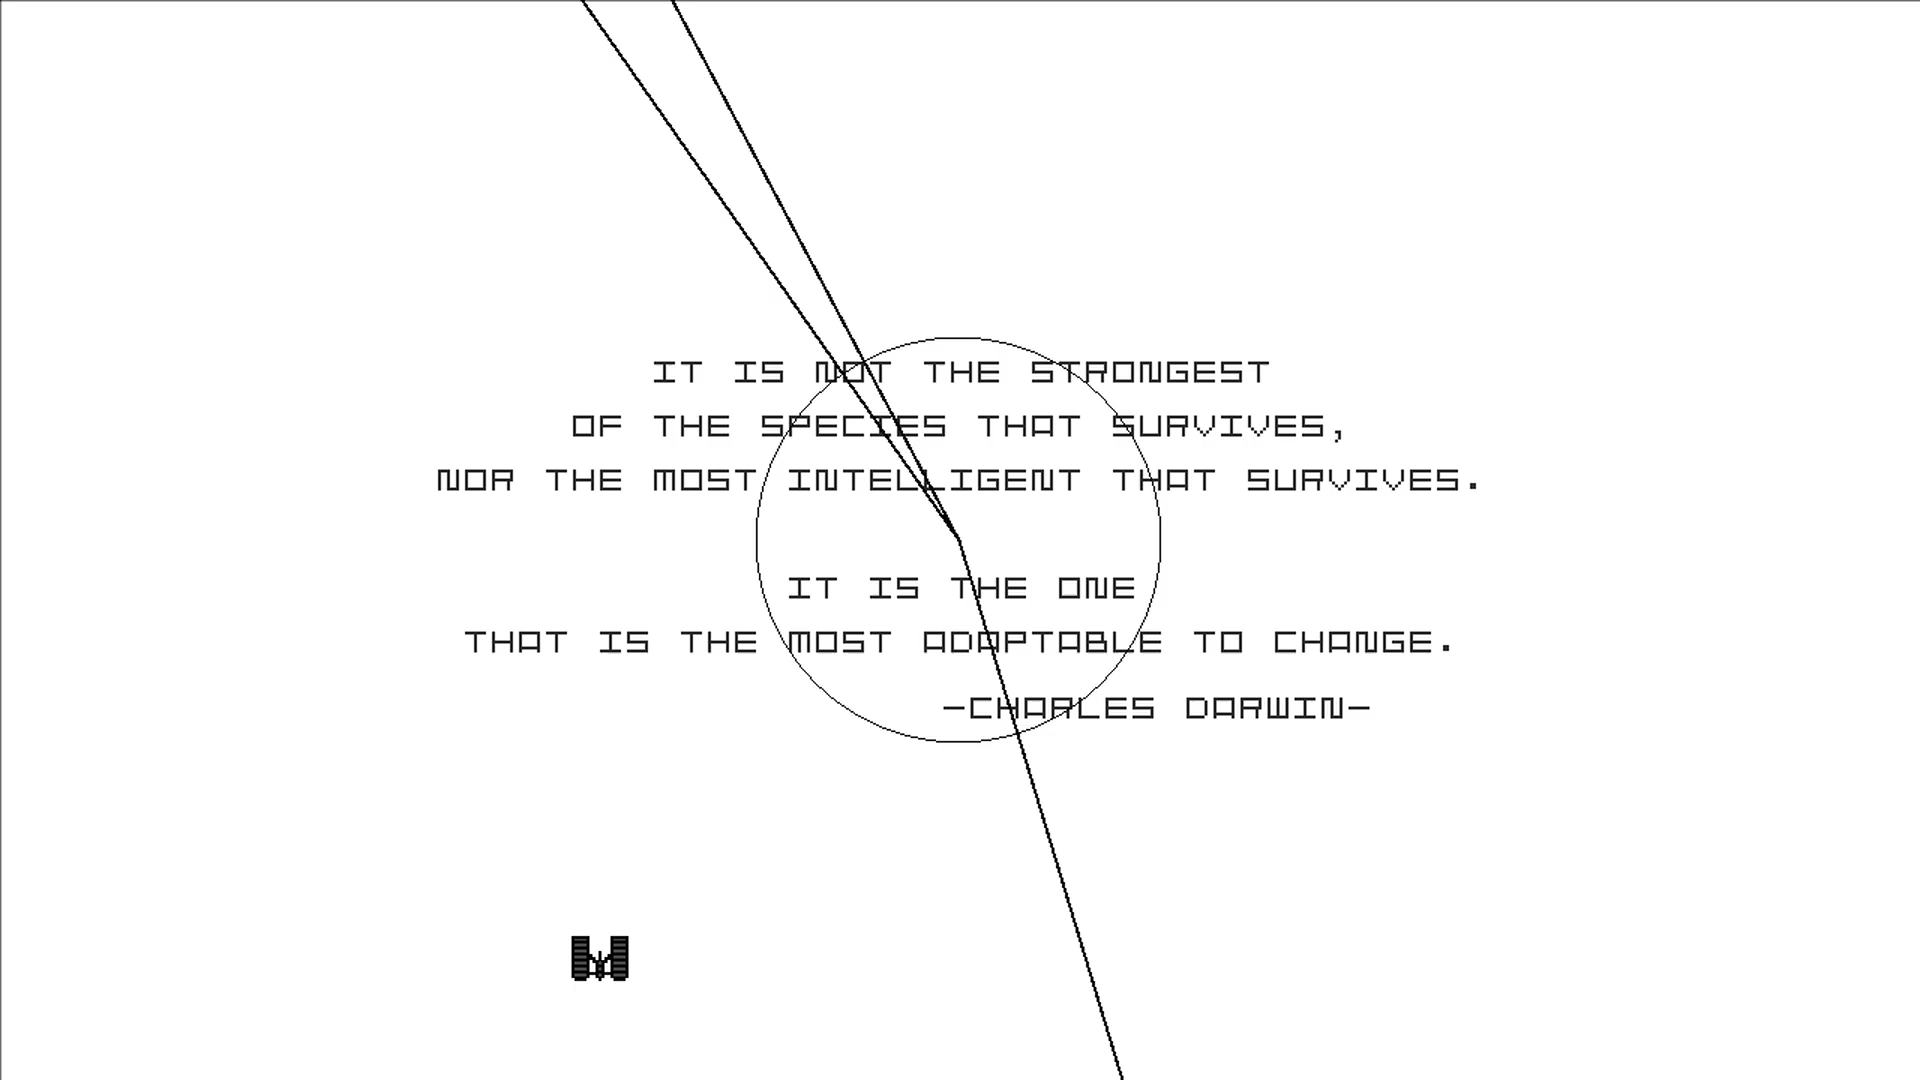 IT IS NOT THE STRONGEST
OF THE SPECIES THAT SURVIVES,
NOR THE MOST INTELLIGENT THAT SURVIVES.
IT IS THE ONE
THAT IS THE MOST ADAPTABLE TO CHANGE.
-CHARLES DARWIN-